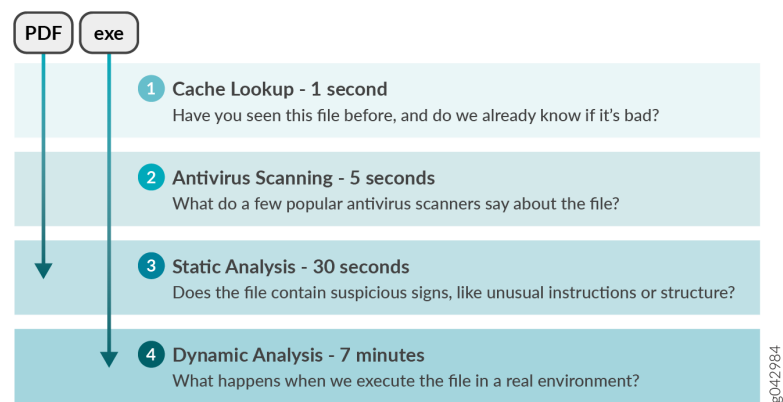 PDF exe
1 Cache Lookup - 1 second
Have you seen this file before, and do we already know if it's bad?
2 Antivirus Scanning - 5 seconds
What do a few popular antivirus scanners say about the file?
3 Static Analysis - 30 seconds
Does the file contain suspicious signs, like unusual instructions or structure?
4 Dynamic Analysis - 7 minutes
What happens when we execute the file in a real environment?
g042984